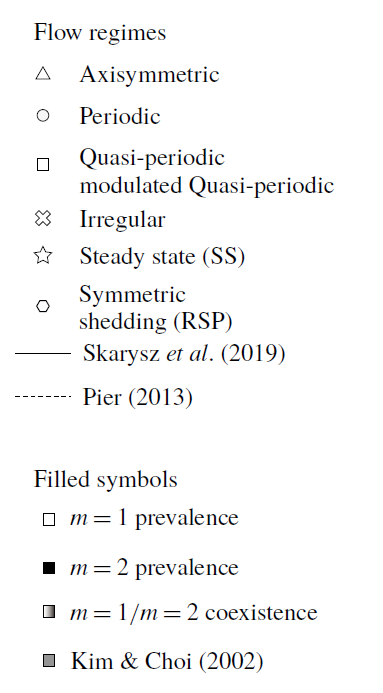 Flow regimes
Axisymmetric
Periodic
Quasi-periodic
modulated Quasi-periodic
Irregular
Steady state (SS)
Symmetric
shedding (RSP)
Skarysz et al. (2019)
Pier (2013)
Filled symbols
m = 1 prevalence
m = 2 prevalence
m = 1/m = 2 coexistence
Kim & Choi (2002)